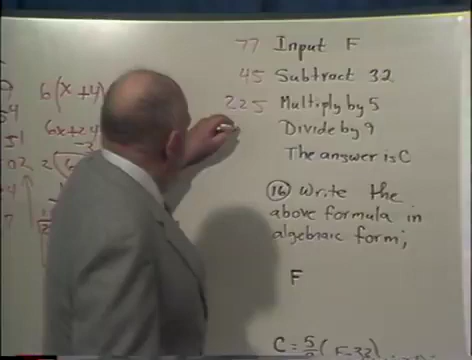 77 Input F
45 Subtract 32
225 Multiply by 5
Divide by 9
The answer is C
16 Write the
above formula in
algebraic form;
F
C = 5/9 (F-32)
6(x+4)
6x+24